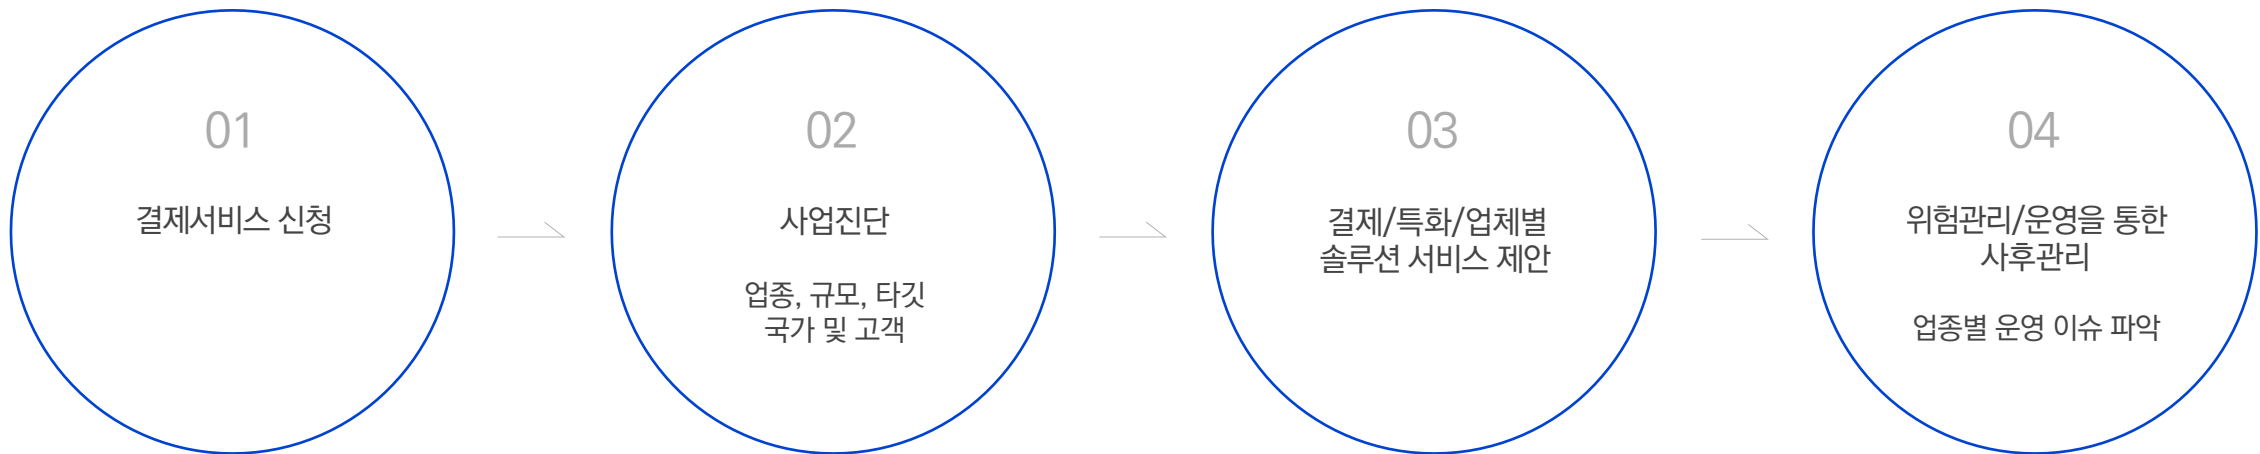 01
결제서비스 신청
02
사업진단
업종, 규모, 타깃
국가 및 고객
03
결제/특화/업체별
솔루션 서비스 제안
04
위험관리/운영을 통한
사후관리
업종별 운영 이슈 파악